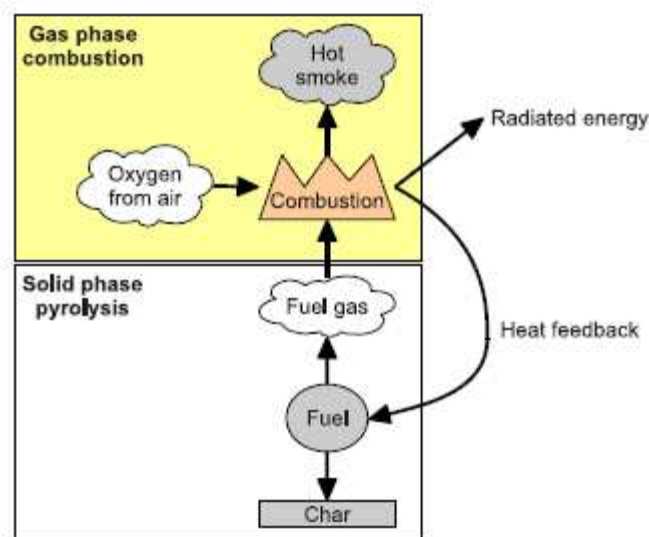 Gas phase
combustion
Hot
smoke
Radiated energy
Oxygen
from air
Combustion
Solid phase
pyrolysis
Fuel gas
Heat feedback
Fuel
Char